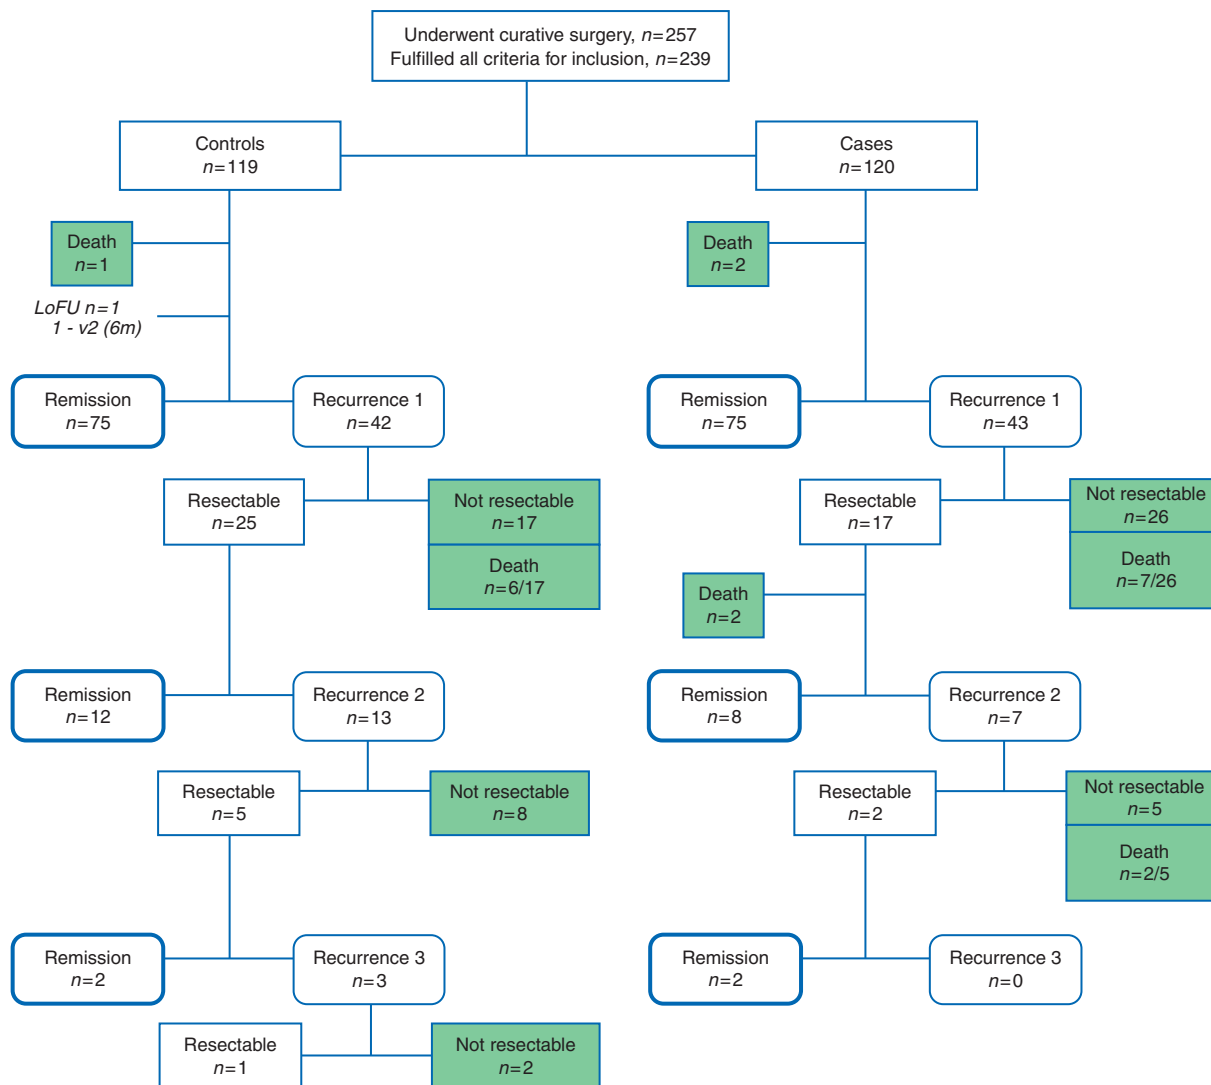 Underwent curative surgery, n=257
Fulfilled all criteria for inclusion, n=239
Controls
n=119
Cases
n=120
Death
n=1
Death
n=2
LoFU n=1
1 - v2 (6m)
Remission
n=75
Recurrence 1
n=42
Remission
n=75
Recurrence 1
n=43
Resectable
n=25
Not resectable
n=17
Death
n=6/17
Resectable
n=17
Not resectable
n=26
Death
n=7/26
Death
n=2
Remission
n=12
Recurrence 2
n=13
Remission
n=8
Recurrence 2
n=7
Resectable
n=5
Not resectable
n=8
Resectable
n=2
Not resectable
n=5
Death
n=2/5
Remission
n=2
Recurrence 3
n=3
Remission
n=2
Recurrence 3
n=0
Resectable
n=1
Not resectable
n=2